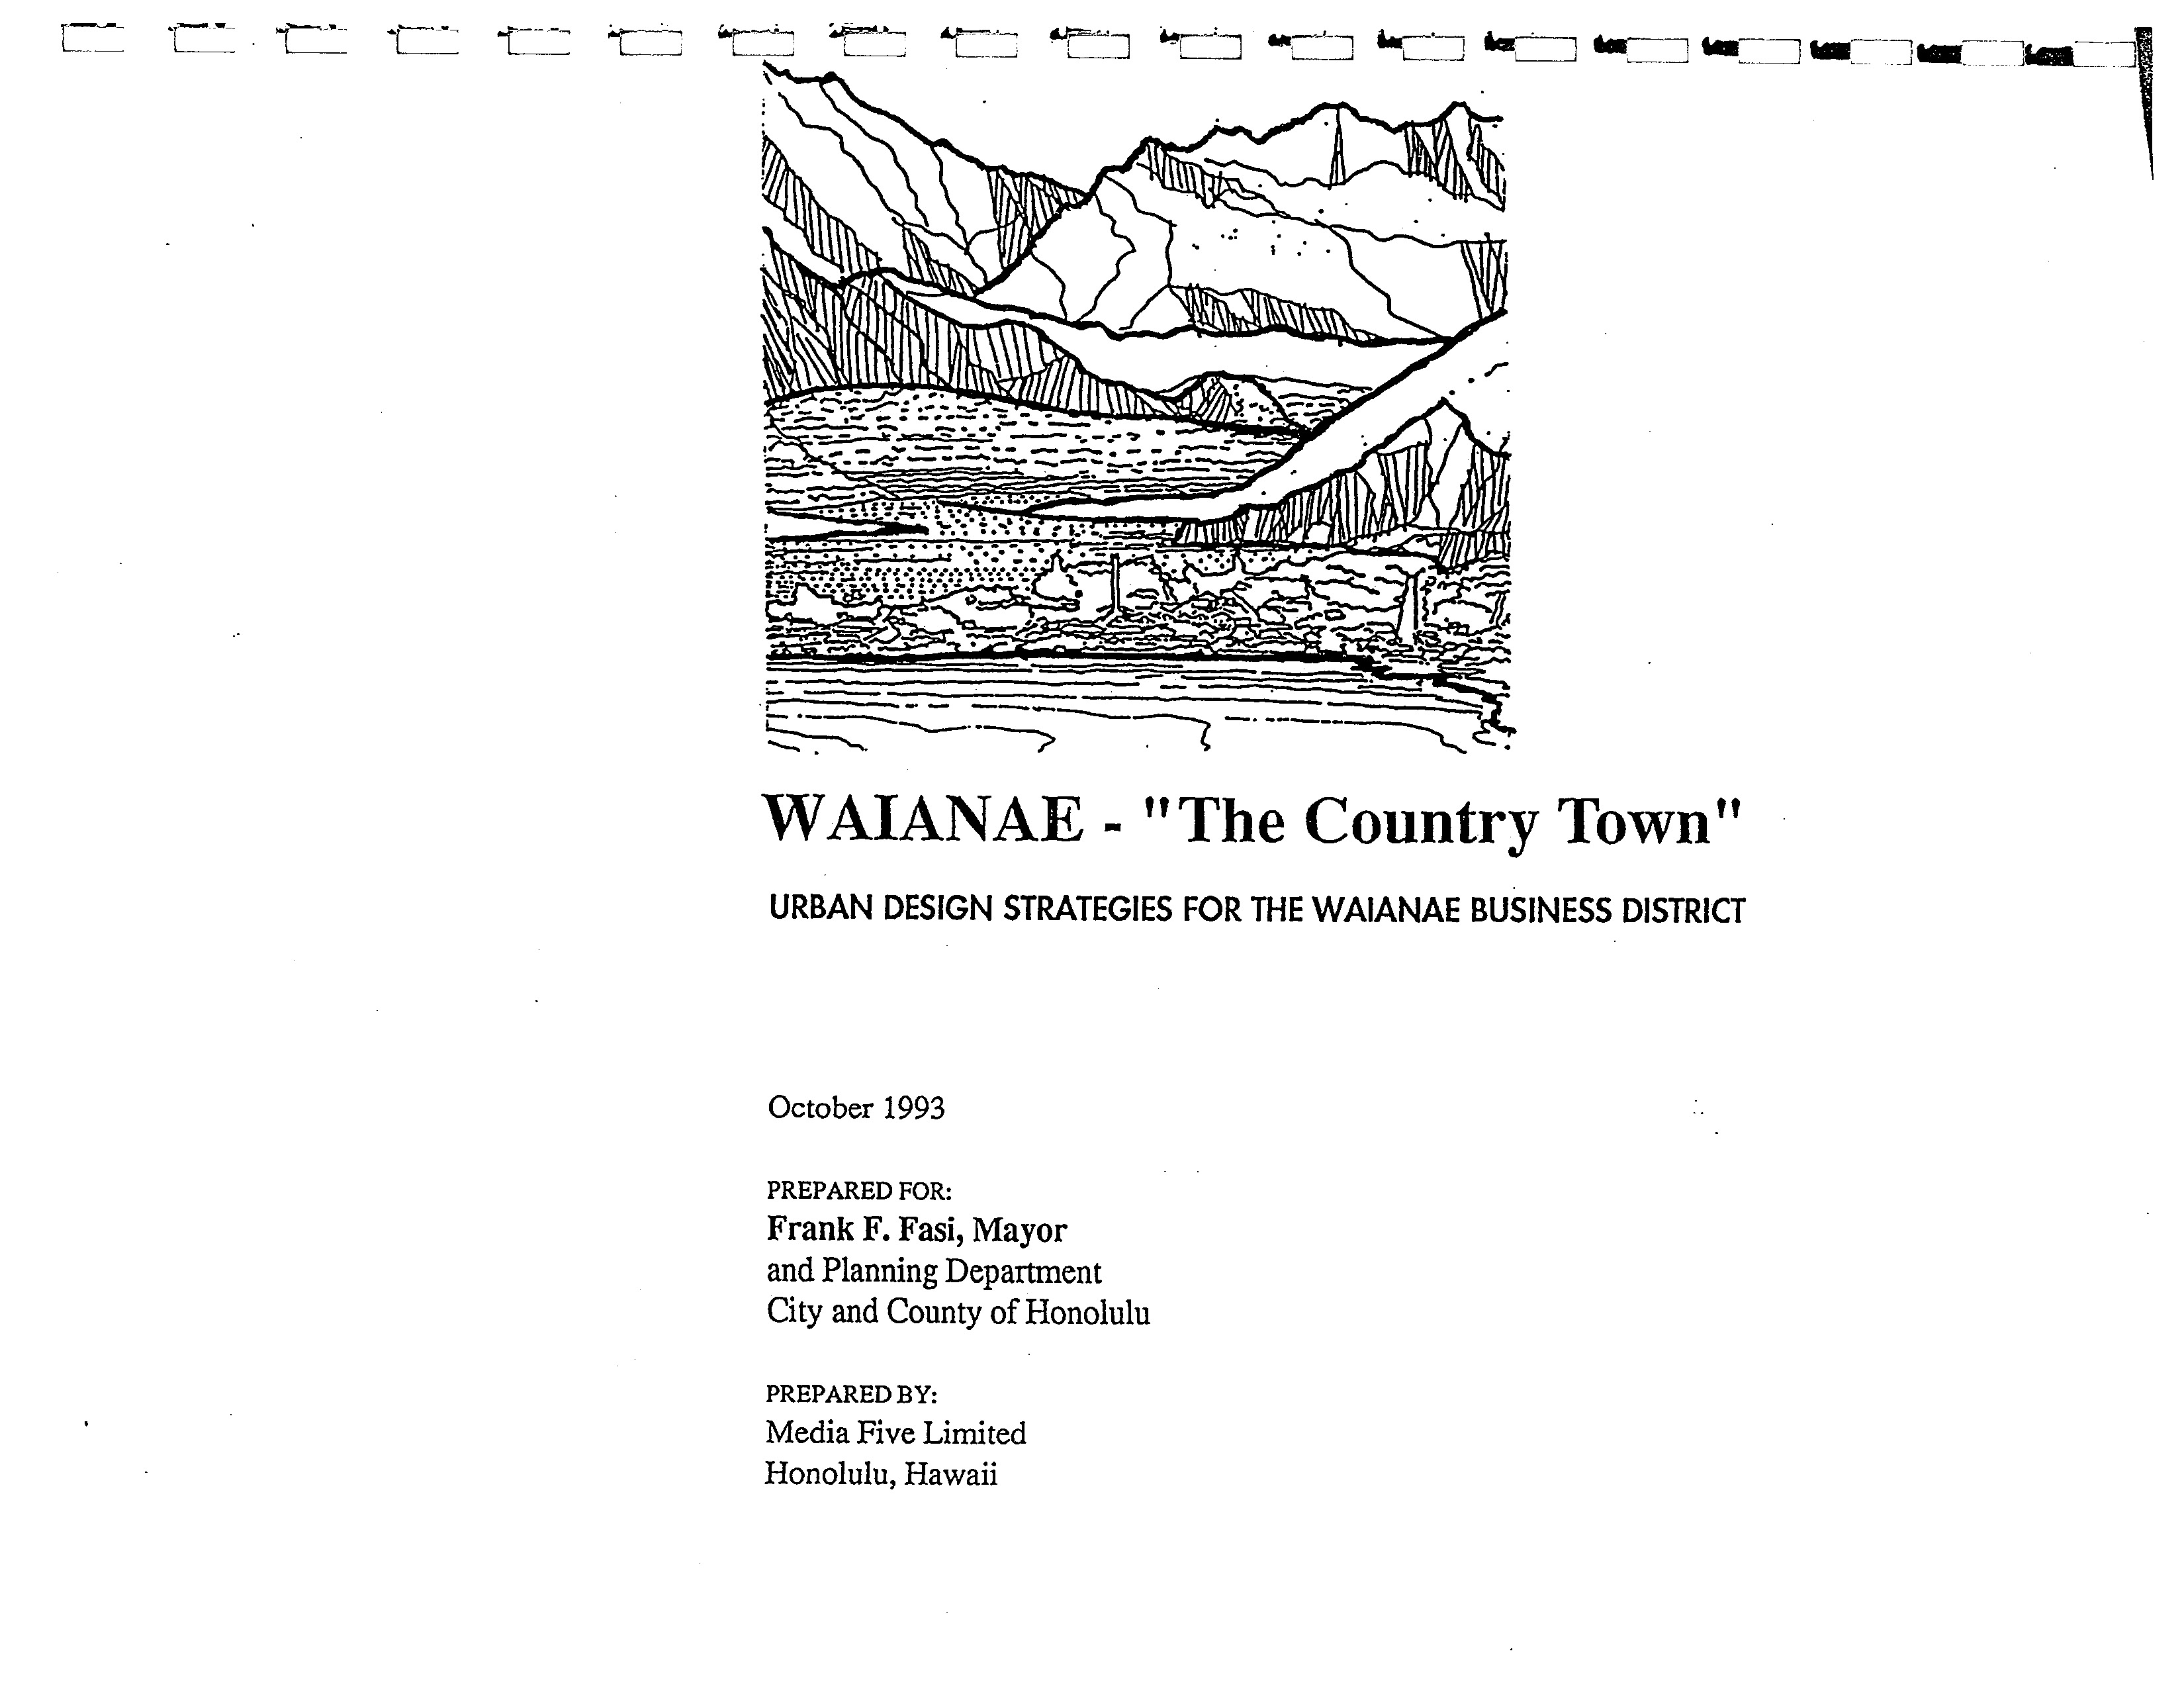 WAIANAE - "The Country Town"
URBAN DESIGN STRATEGIES FOR THE WAIANAE BUSINESS DISTRICT
October 1993
PREPARED FOR:
Frank F. Fasi, Mayor
and Planning Department
City and County of Honolulu
PREPARED BY:
Media Five Limited
Honolulu, Hawaii